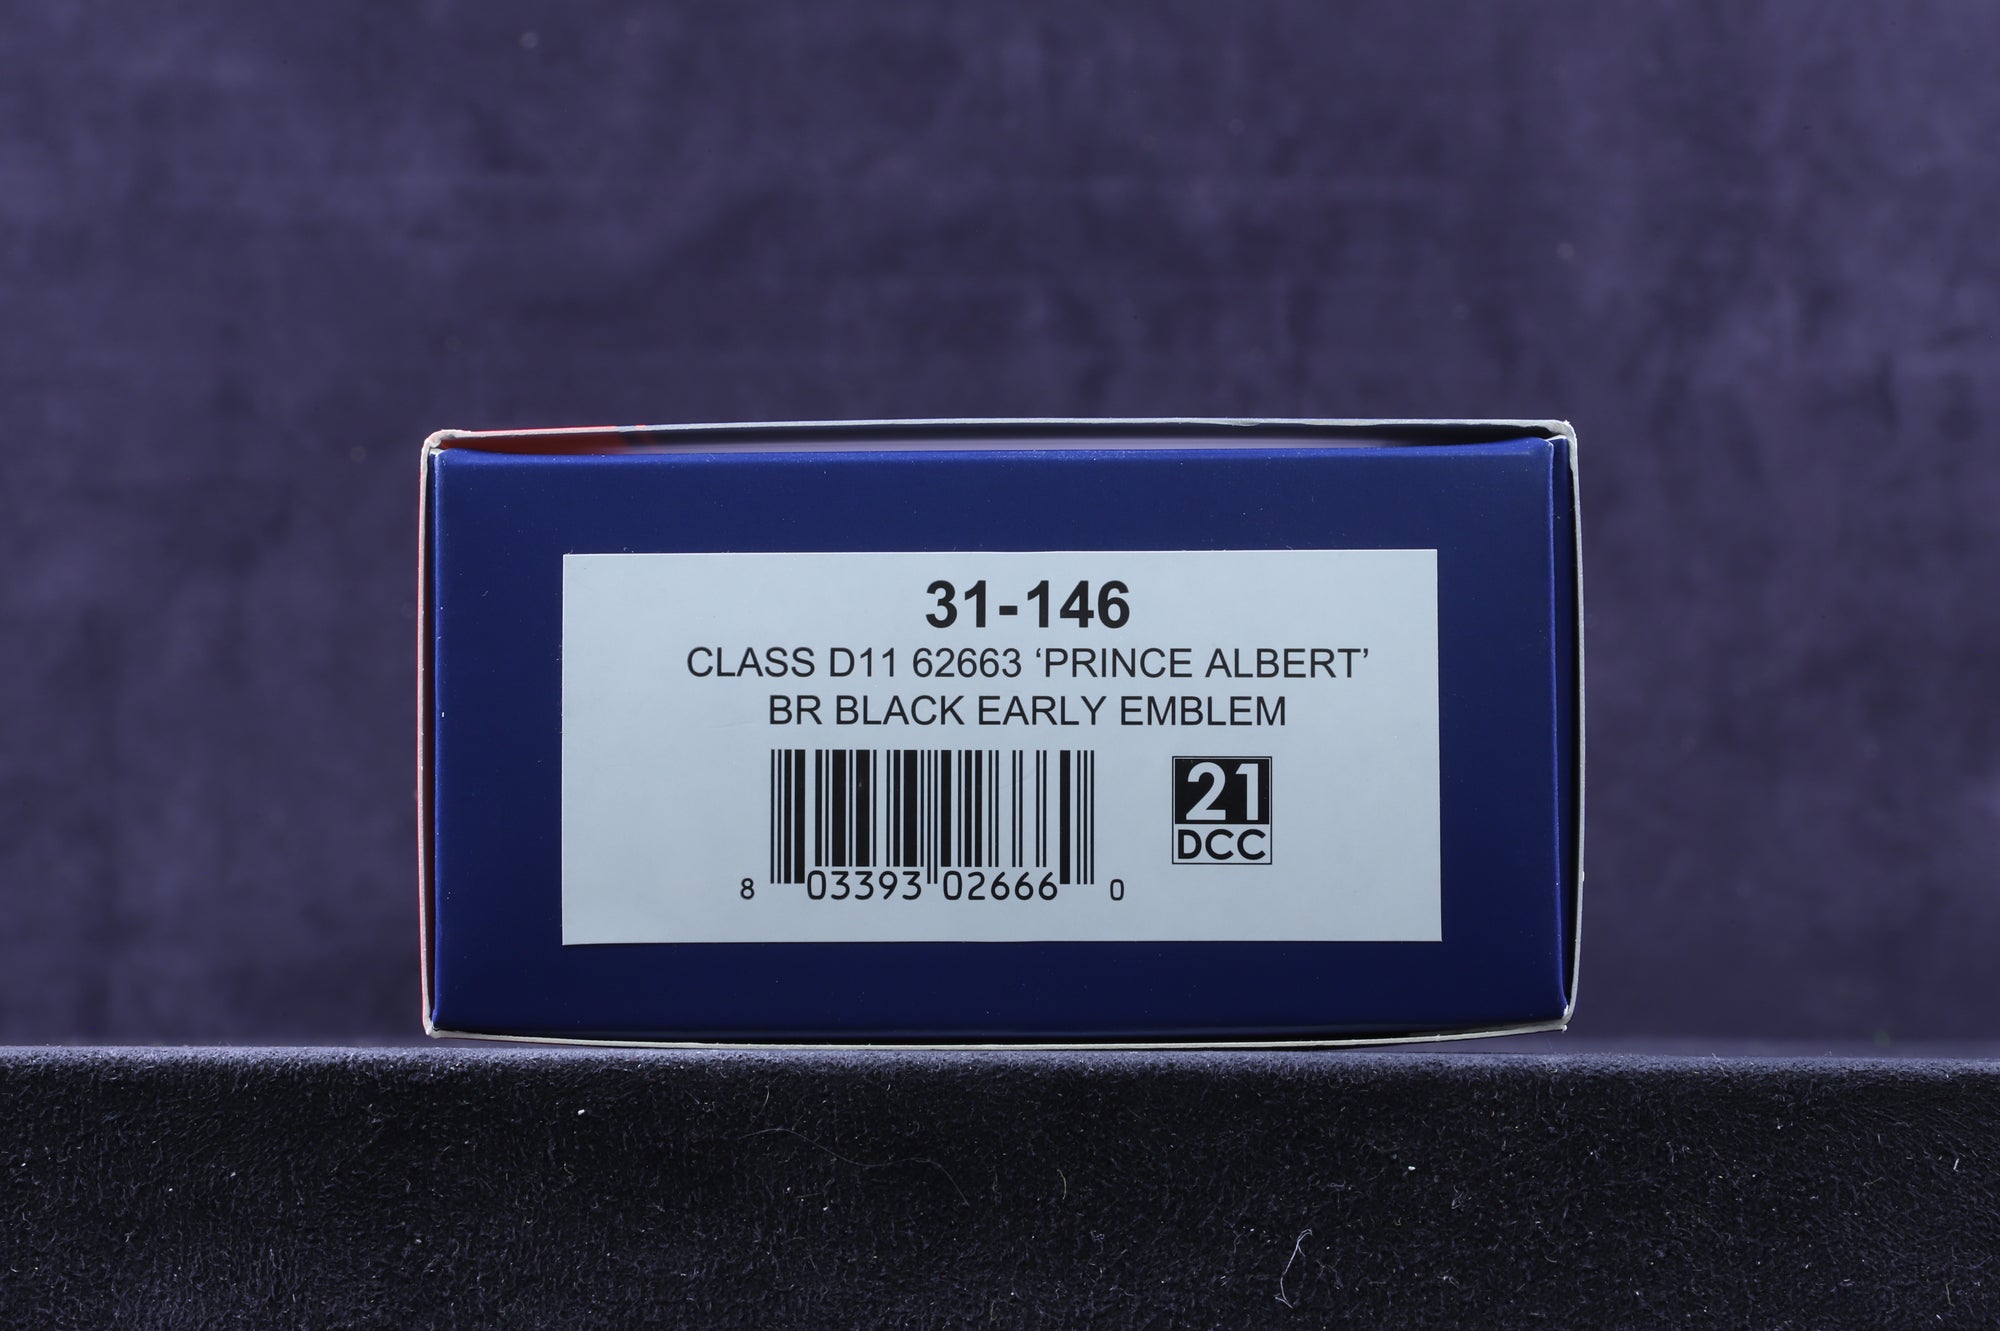 31-146
CLASS D11 62663 ‘PRINCE ALBERT’
BR BLACK EARLY EMBLEM
21
DCC
8 03393 02666 0